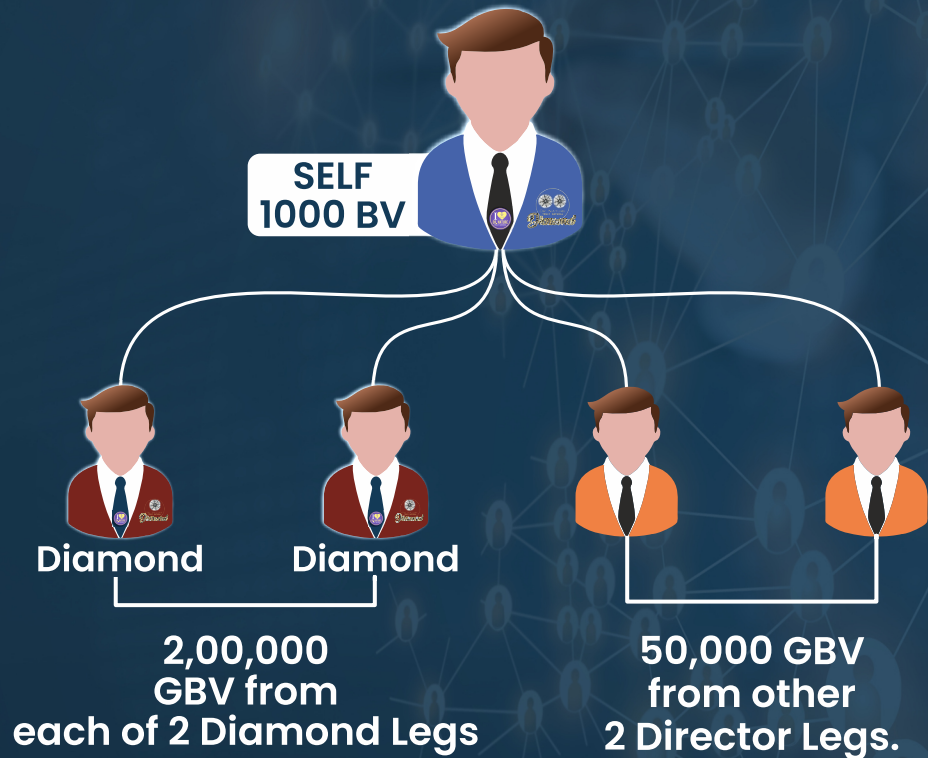 SELF
1000 BV
Diamond
Diamond
2,00,000
GBV from
each of 2 Diamond Legs
50,000 GBV
from other
2 Director Legs.